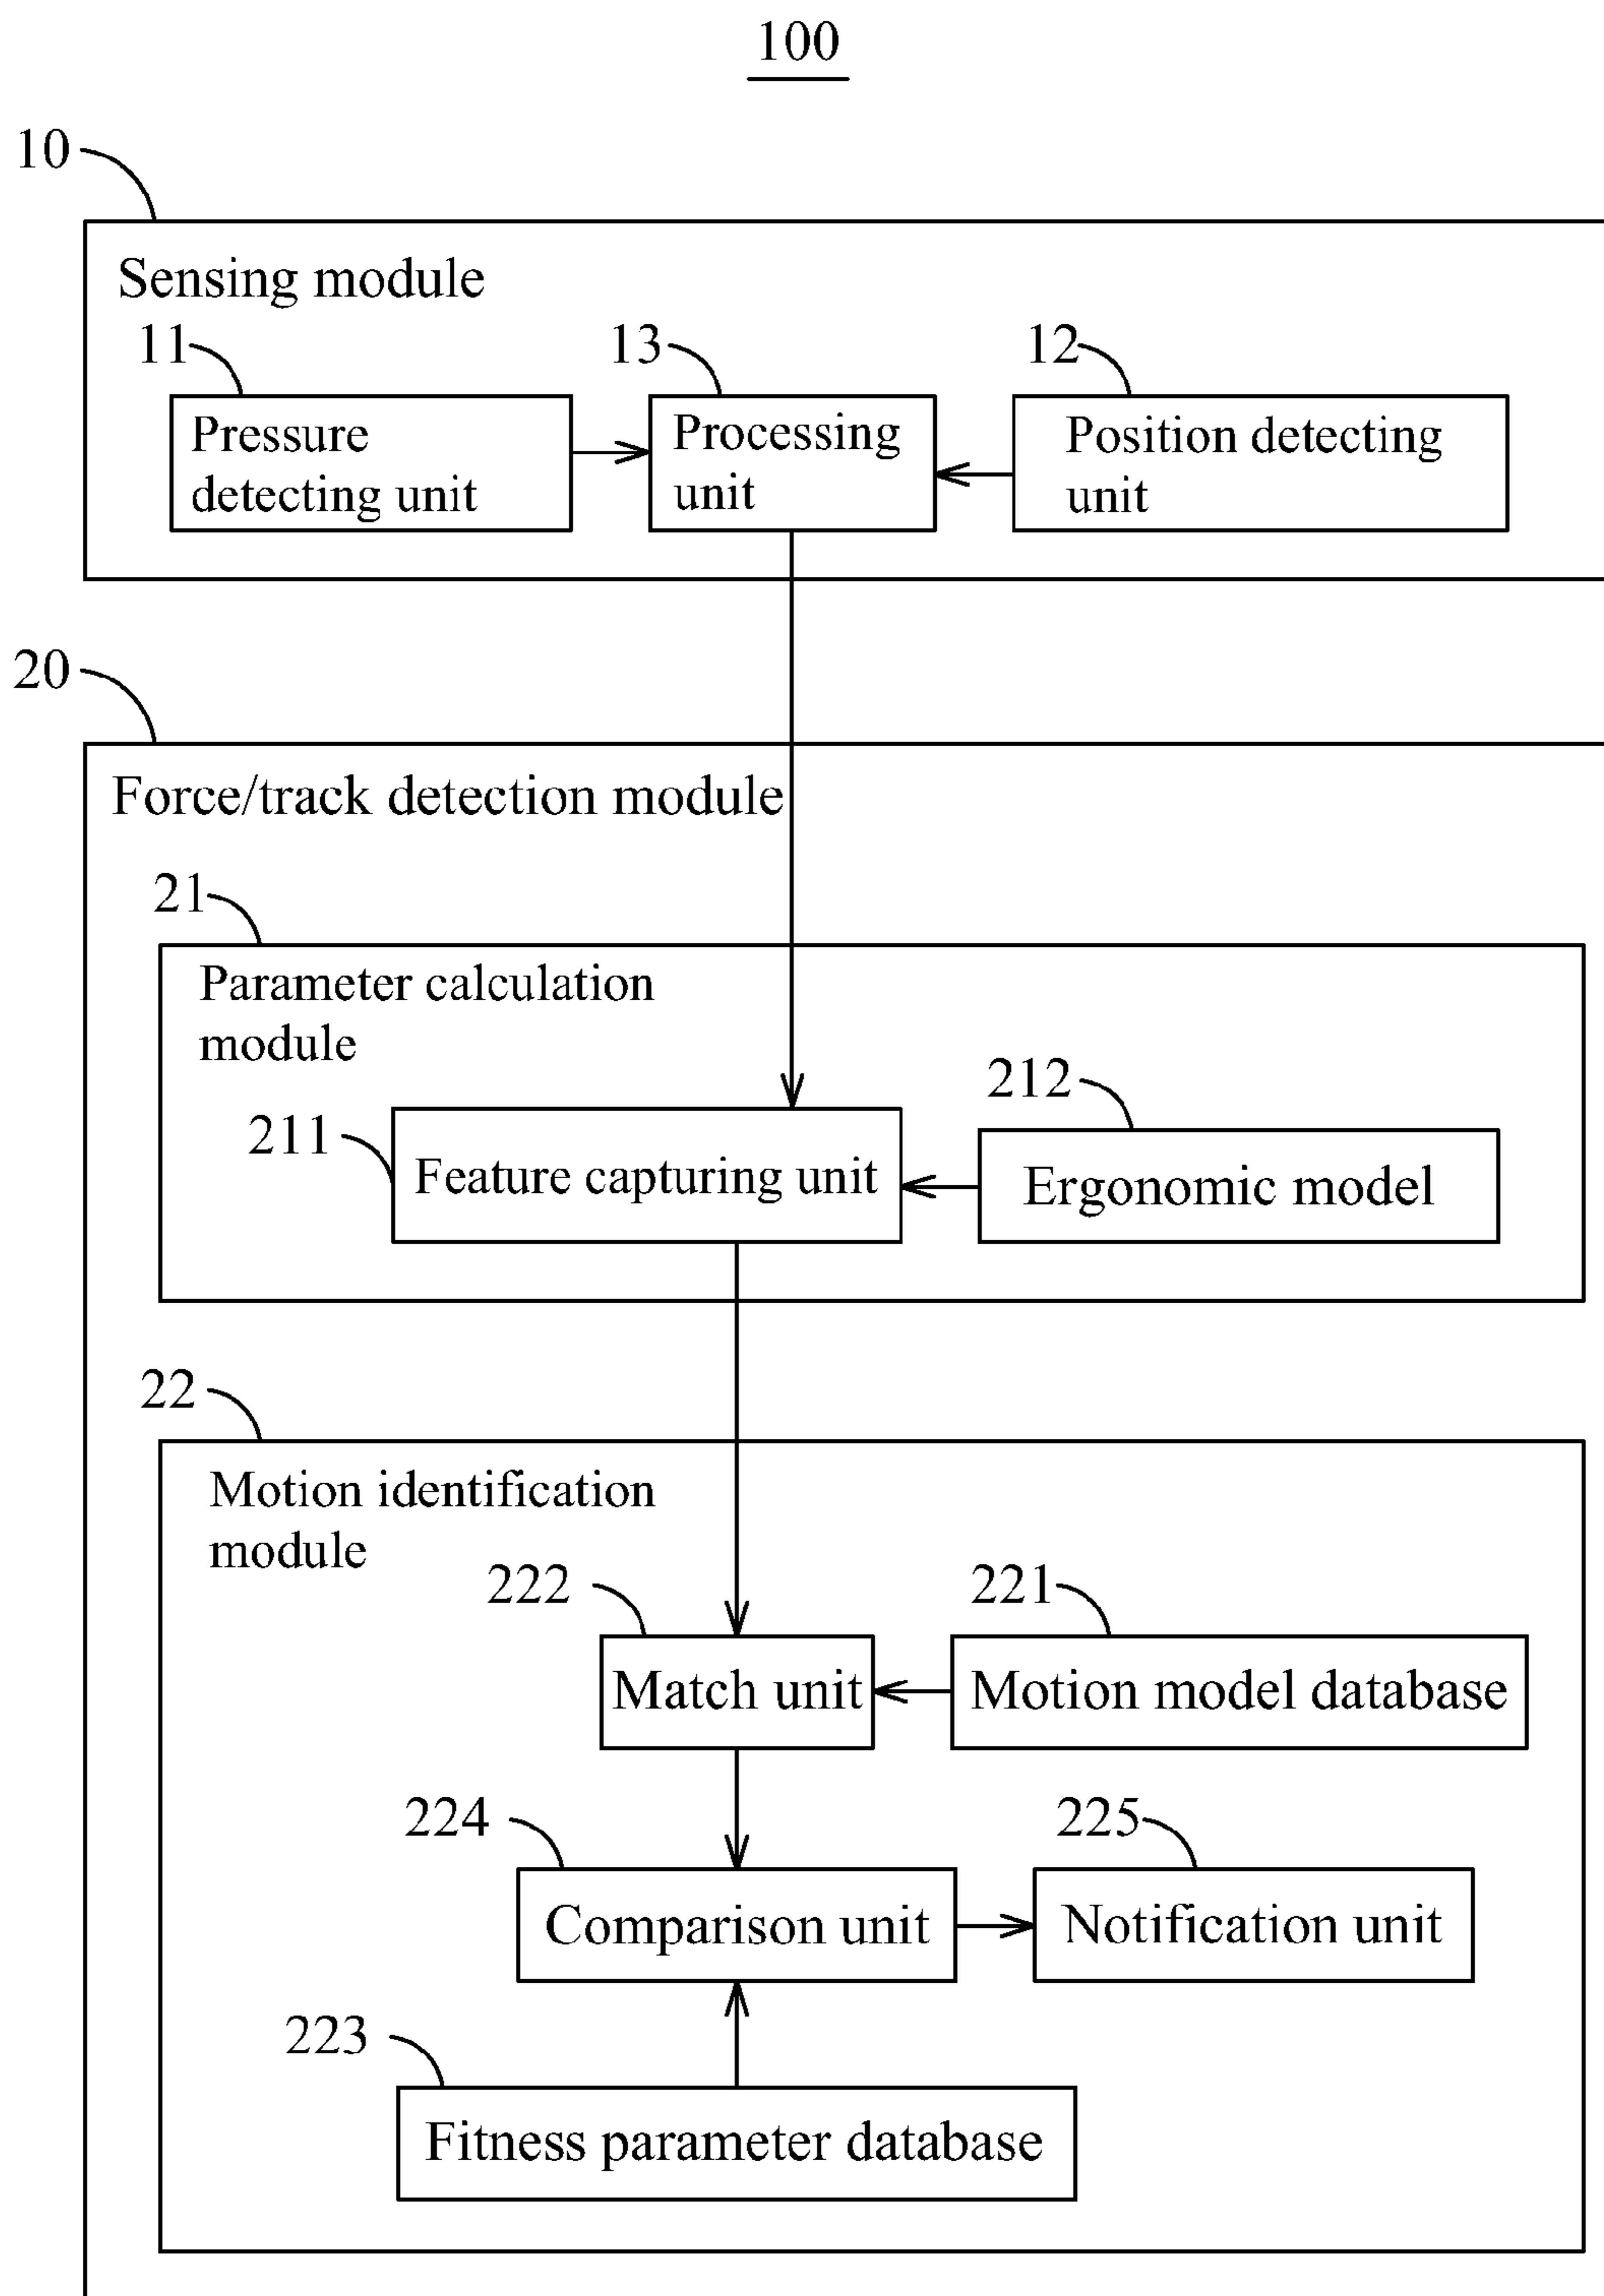 100
10
Sensing module
11
13
12
Pressure
detecting unit
Processing
unit
Position detecting
unit
20
Force/track detection module
21
Parameter calculation
module
212
211
Feature capturing unit
Ergonomic model
22
Motion identification
module
222
221
Match unit
Motion model database
224
225
Comparison unit
Notification unit
223
Fitness parameter database